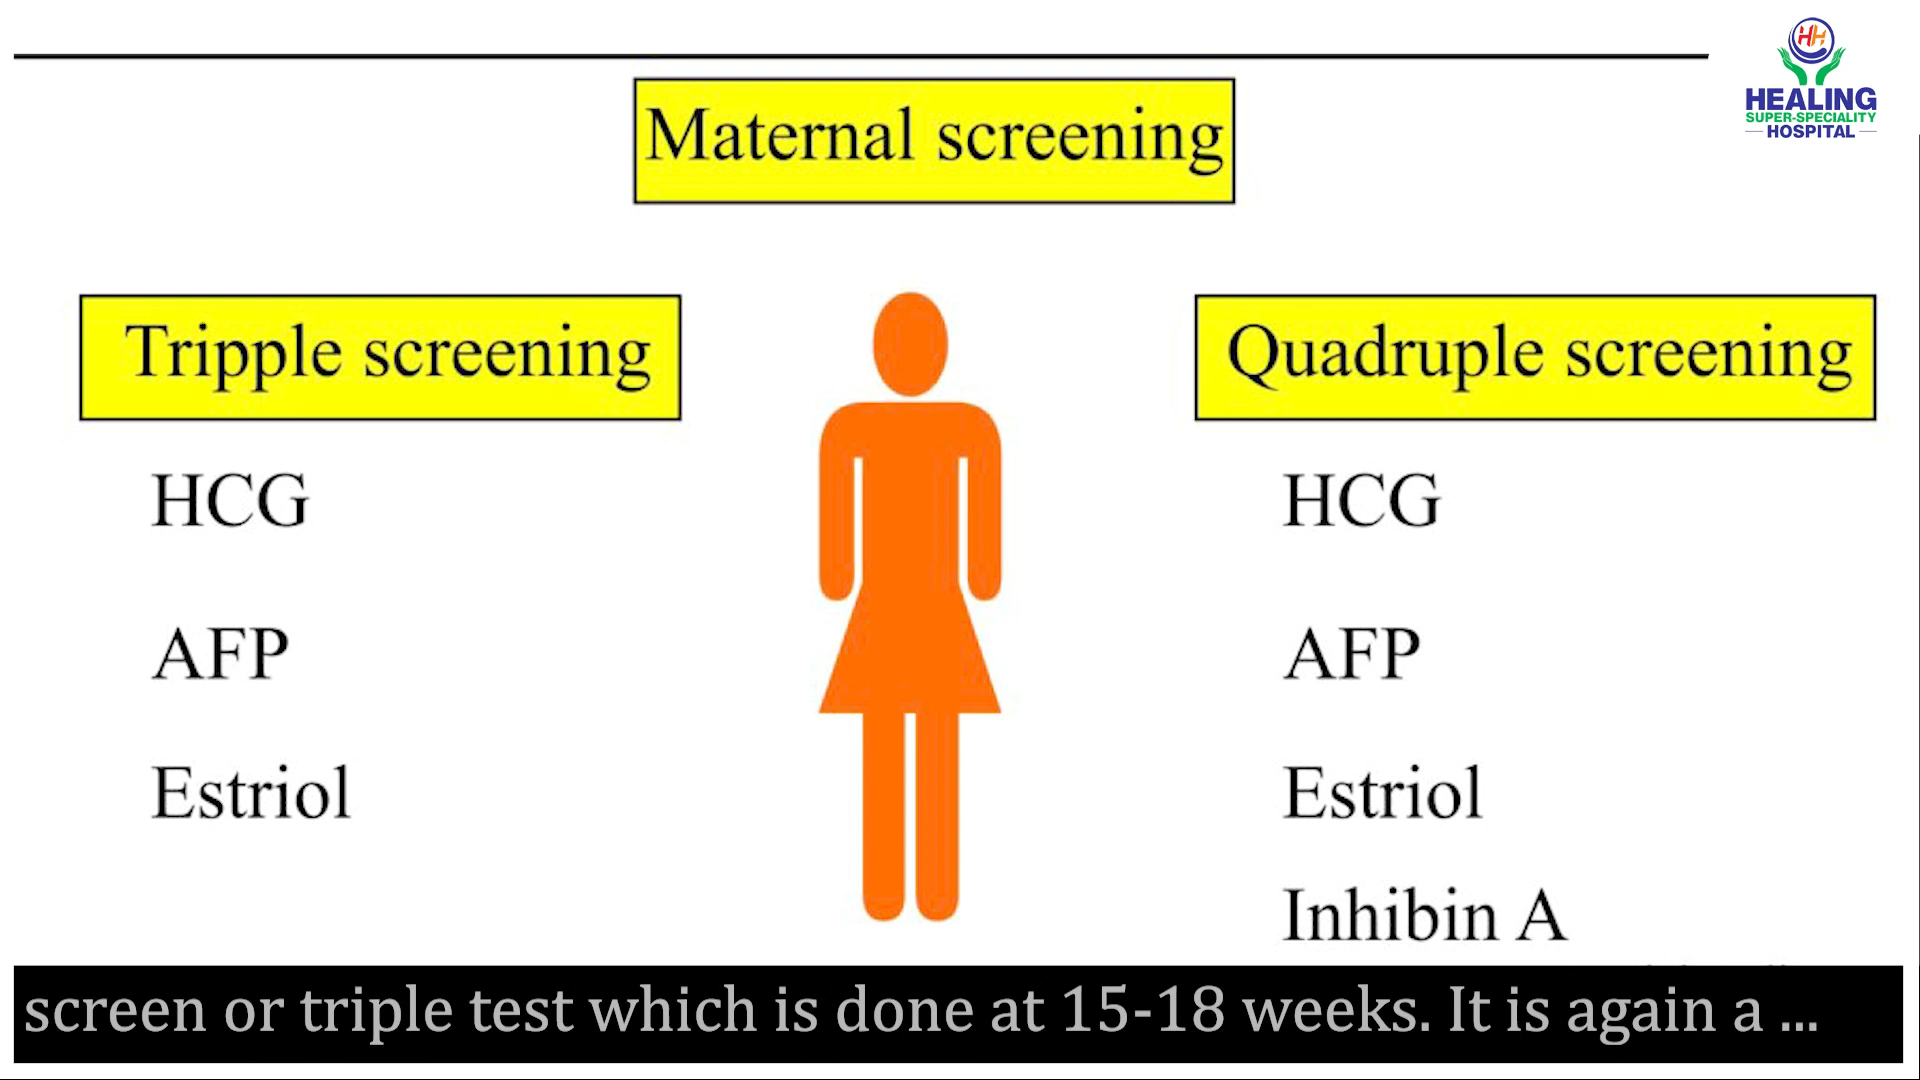 HH
HEALING
SUPER-SPECIALITY
HOSPITAL
Maternal screening
Tripple screening
HCG
AFP
Estriol
Quadruple screening
HCG
AFP
Estriol
Inhibin A
screen or triple test which is done at 15-18 weeks. It is again a ...